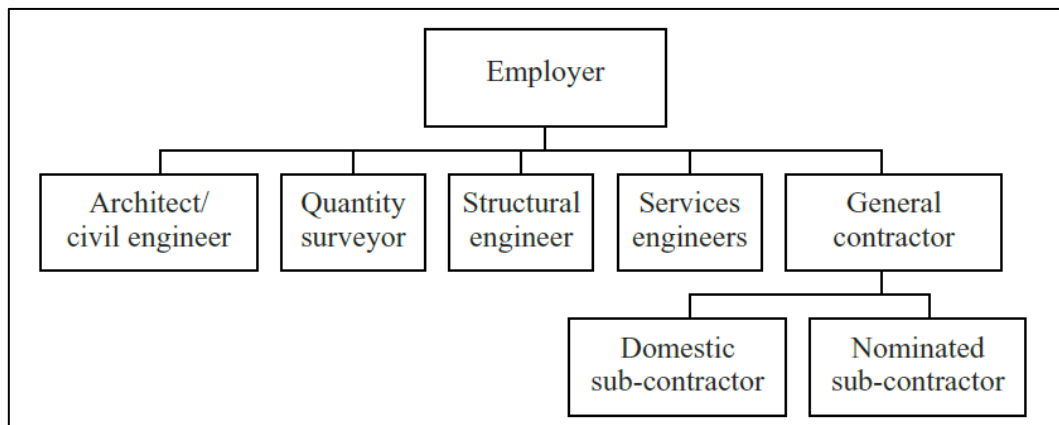 Employer
Architect/
civil engineer
Quantity
surveyor
Structural
engineer
Services
engineers
General
contractor
Domestic
sub-contractor
Nominated
sub-contractor